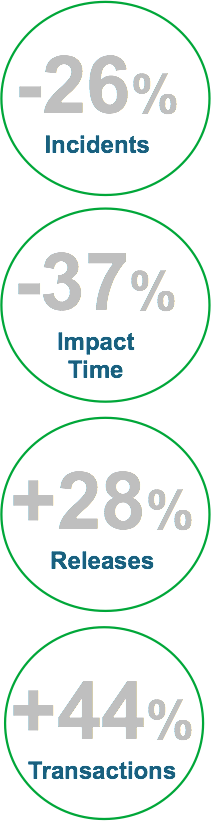 -26%
Incidents
-37%
Impact
Time
+28%
Releases
+44%
Transactions